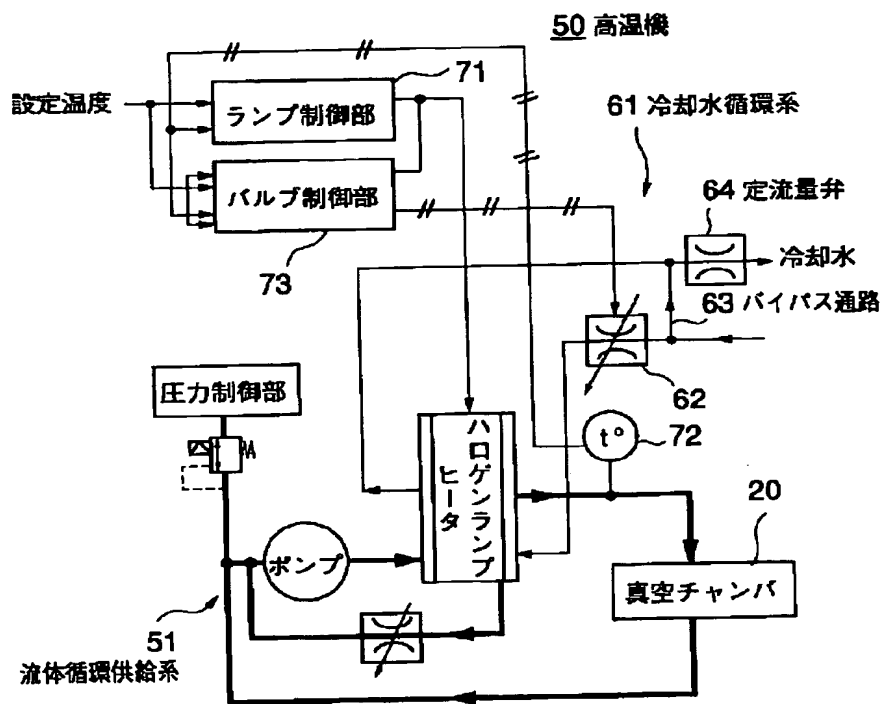 50 高温機
71
設定温度
ランプ制御部
61 冷却水循環系
バルブ制御部
64 定流量弁
冷却水
73
63 バイパス通路
圧力制御部
62
ハロゲンランプ
ヒータ
t°
72
20
ポンプ
真空チャンバ
51
流体循環供給系